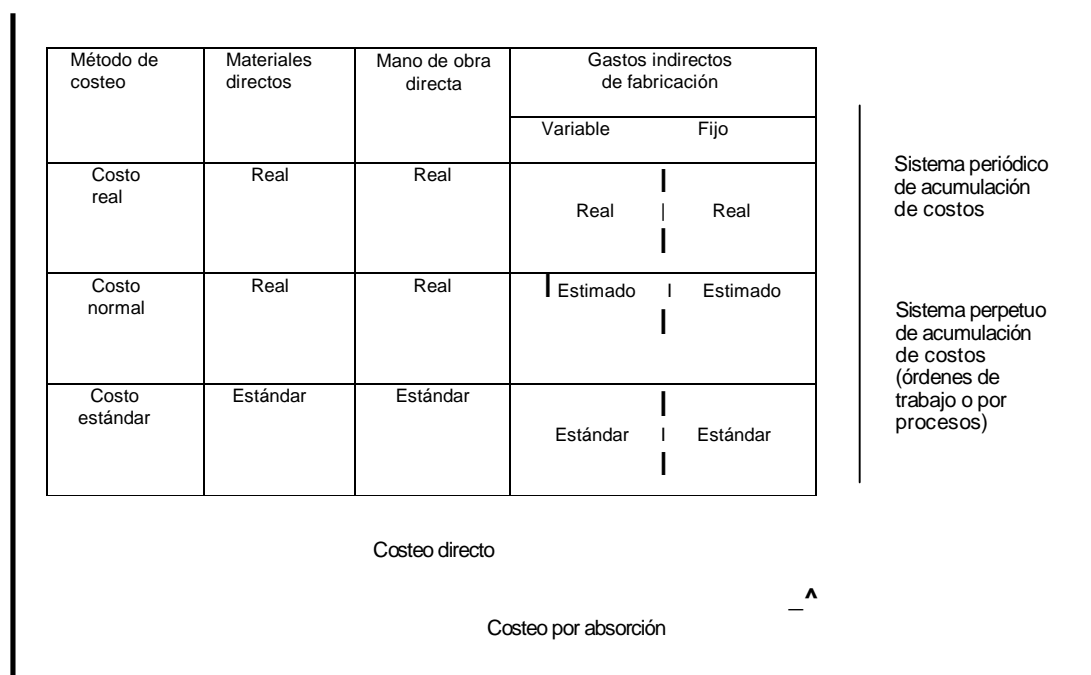 Método de costeo
Materiales directos
Mano de obra directa
Gastos indirectos de fabricación
Variable Fijo
Costo real
Real
Real
Real | Real
Costo normal
Real
Real
Estimado I Estimado
Costo estándar
Estándar
Estándar
Estándar I Estándar
Sistema periódico
de acumulación
de costos
Sistema perpetuo
de acumulación
de costos
(órdenes de
trabajo o por
procesos)
Costeo directo
_^
Costeo por absorción